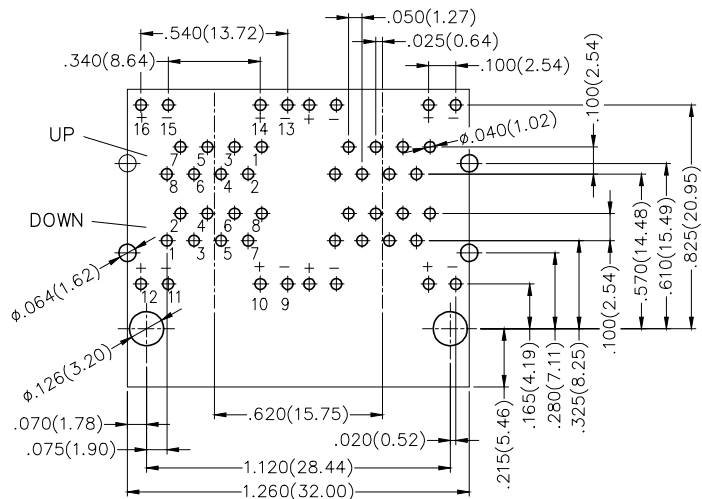 .050(1.27)
.540(13.72)
.025(0.64)
.340(8.64)
.100(2.54)
.100(2.54)
+ - + - + - + -
16 15 14 13
UP
ø.040(1.02)
7 5 3 1
8 6 4 2
DOWN
2 4 6 8
1 3 5 7
ø.064(1.62)
+ - + - + - + -
12 11 10 9
ø.126(3.20)
.825(20.95)
.610(15.49)
.570(14.48)
.100(2.54)
.325(8.25)
.280(7.11)
.165(4.19)
.215(5.46)
.070(1.78)
.620(15.75)
.020(0.52)
.075(1.90)
1.120(28.44)
1.260(32.00)